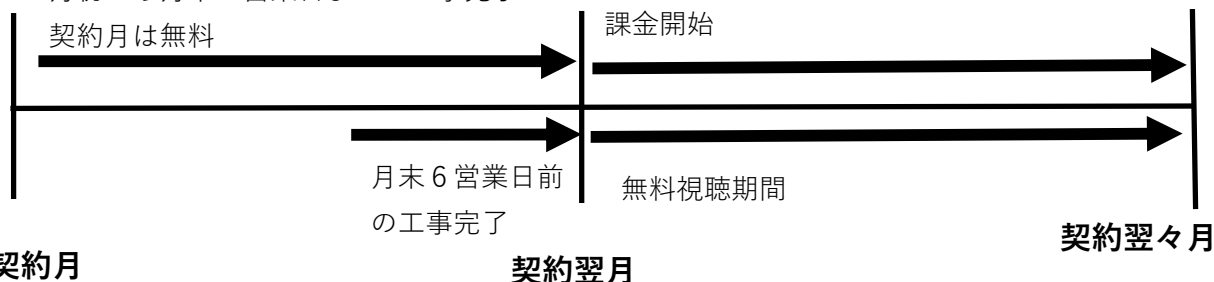 契約月は無料
課金開始
月末６営業日前
の工事完了
無料視聴期間
契約月
契約翌月
契約翌々月